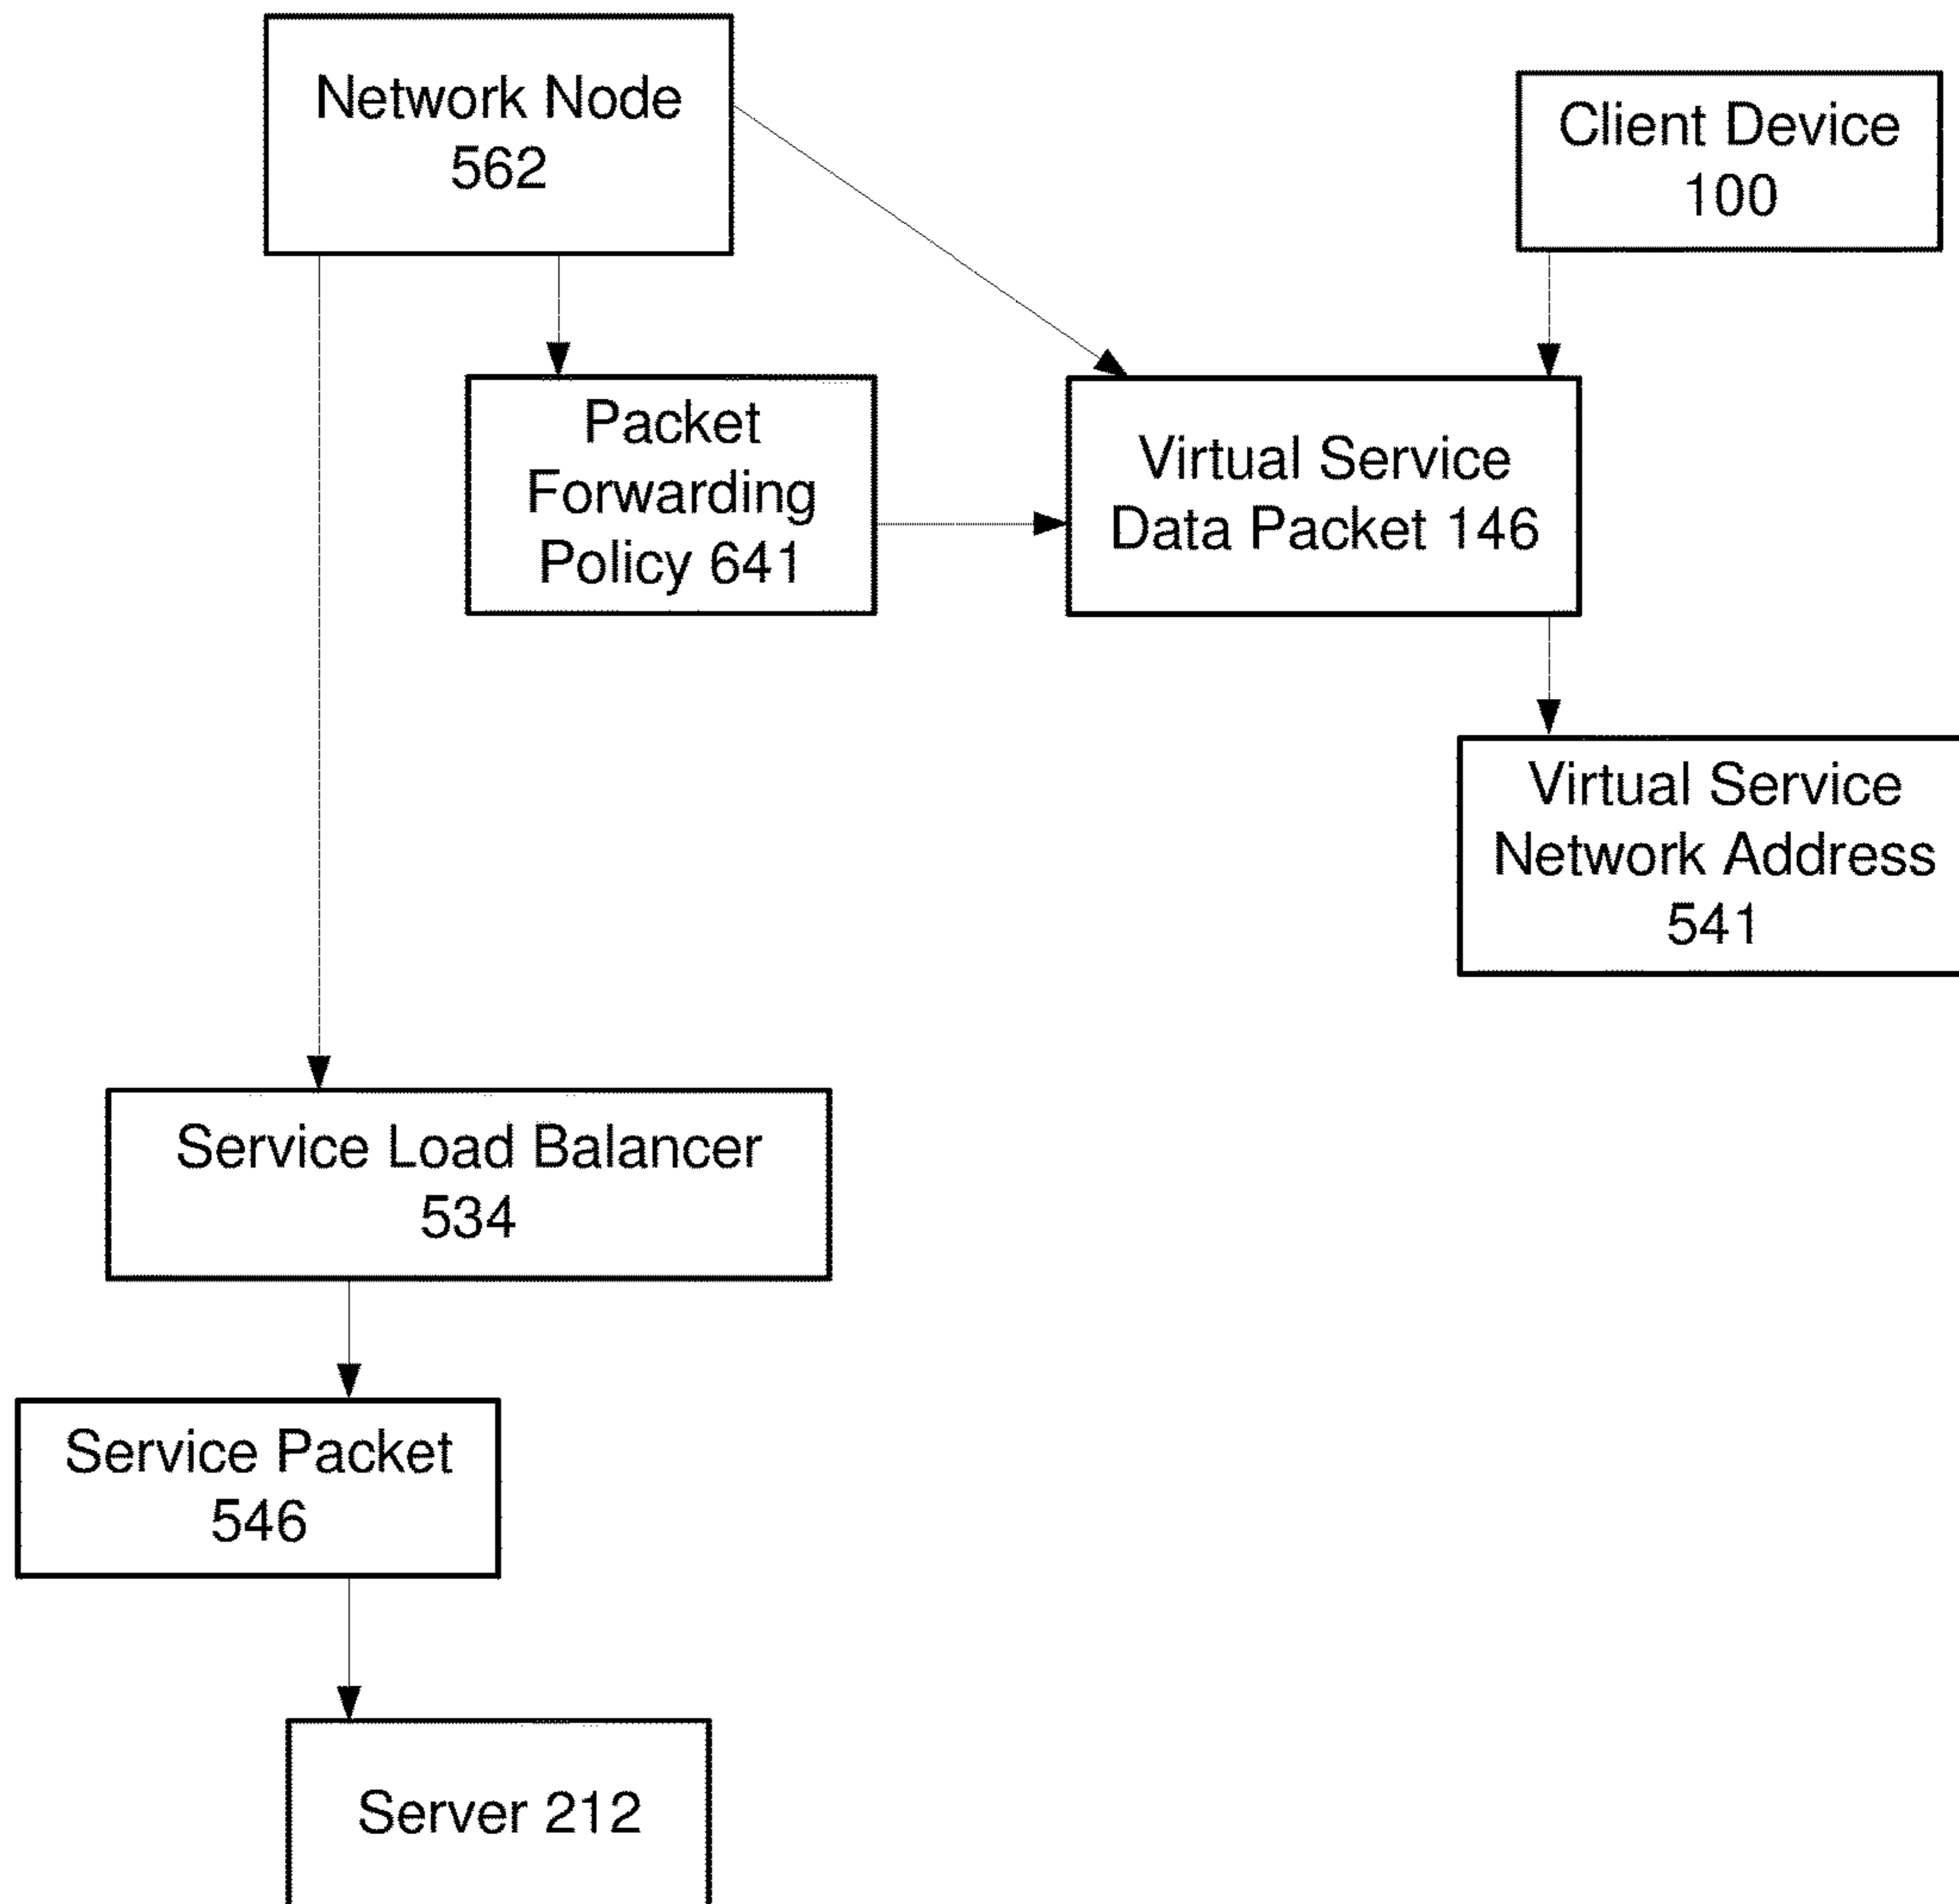 Network Node
562
Client Device
100
Packet
Forwarding
Policy 641
Virtual Service
Data Packet 146
Virtual Service
Network Address
541
Service Load Balancer
534
Service Packet
546
Server 212